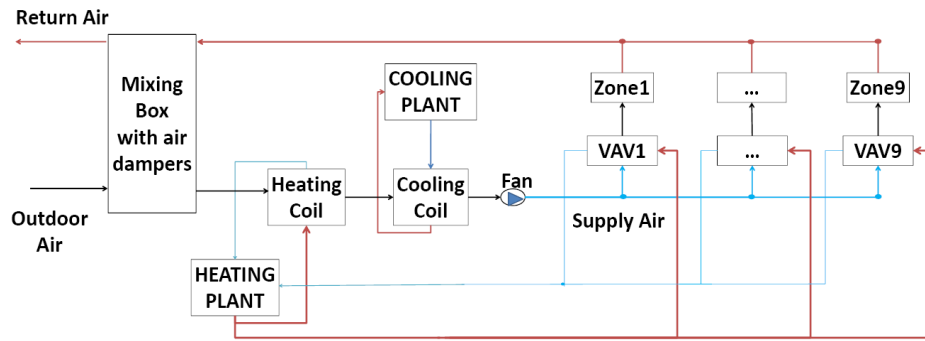 Return Air
Mixing
Box
with air
dampers
Outdoor
Air
COOLING
PLANT
Heating
Coil
Cooling
Coil
Fan
HEATING
PLANT
Supply Air
Zone1
...
Zone9
VAV1
...
VAV9